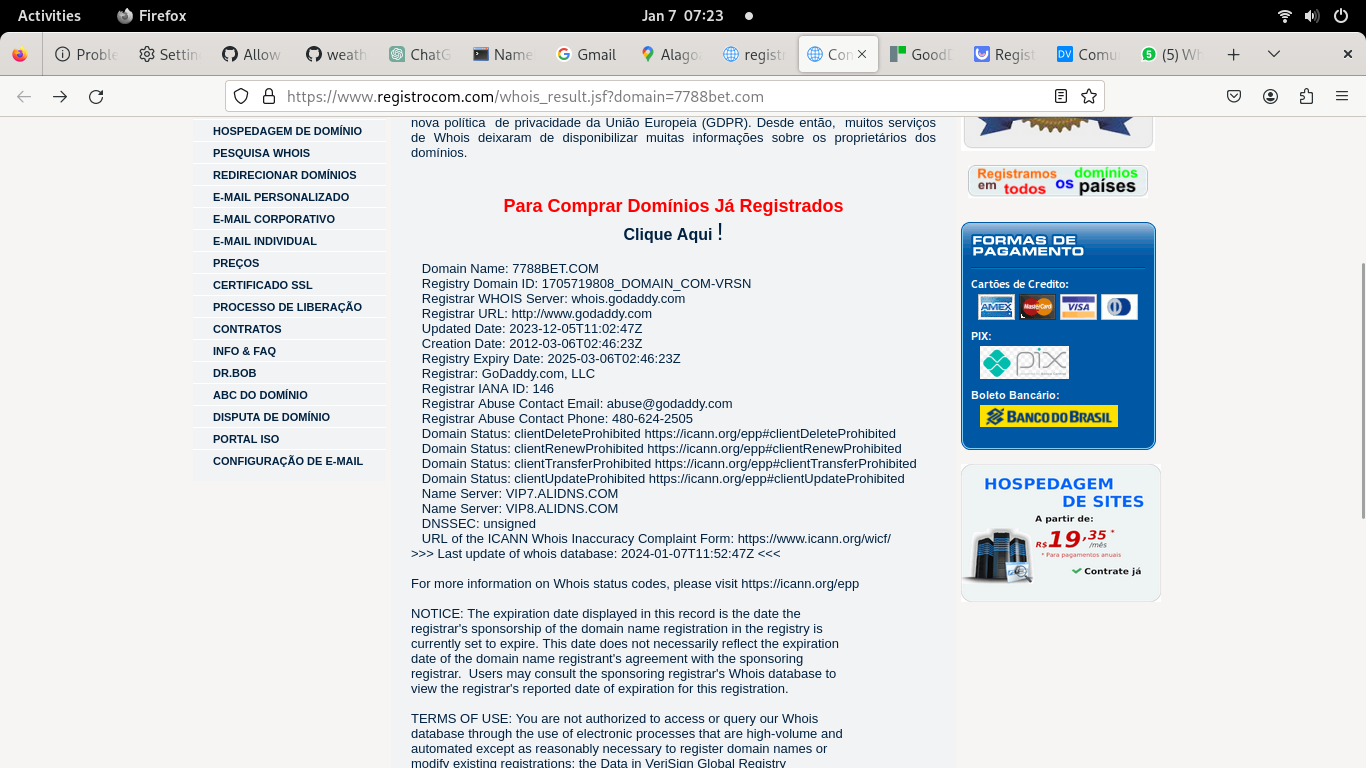 Activities
Firefox
Jan 7 07:23
Proble
Settin
Allow
weath
ChatG
Name
Gmail
Alago
registr
Con
Good
Regist
Comu
(5) Wh
https://www.registrocom.com/whois_result.jsf?domain=7788bet.com
HOSPEDAGEM DE DOMÍNIO
PESQUISA WHOIS
REDIRECIONAR DOMÍNIOS
E-MAIL PERSONALIZADO
E-MAIL CORPORATIVO
E-MAIL INDIVIDUAL
PREÇOS
CERTIFICADO SSL
PROCESSO DE LIBERAÇÃO
CONTRATOS
INFO & FAQ
DR.BOB
ABC DO DOMÍNIO
DISPUTA DE DOMÍNIO
PORTAL ISO
CONFIGURAÇÃO DE E-MAIL
nova política de privacidade da União Europeia (GDPR). Desde então, muitos serviços
de Whois deixaram de disponibilizar muitas informações sobre os proprietários dos
domínios.
Para Comprar Domínios Já Registrados
Clique Aqui !
Domain Name: 7788BET.COM
Registry Domain ID: 1705719808_DOMAIN_COM-VRSN
Registrar WHOIS Server: whois.godaddy.com
Registrar URL: http://www.godaddy.com
Updated Date: 2023-12-05T11:02:47Z
Creation Date: 2012-03-06T02:46:23Z
Registry Expiry Date: 2025-03-06T02:46:23Z
Registrar: GoDaddy.com, LLC
Registrar IANA ID: 146
Registrar Abuse Contact Email: abuse@godaddy.com
Registrar Abuse Contact Phone: 480-624-2505
Domain Status: clientDeleteProhibited https://icann.org/epp#clientDeleteProhibited
Domain Status: clientRenewProhibited https://icann.org/epp#clientRenewProhibited
Domain Status: clientTransferProhibited https://icann.org/epp#clientTransferProhibited
Domain Status: clientUpdateProhibited https://icann.org/epp#clientUpdateProhibited
Name Server: VIP7.ALIDNS.COM
Name Server: VIP8.ALIDNS.COM
DNSSEC: unsigned
URL of the ICANN Whois Inaccuracy Complaint Form: https://www.icann.org/wicf/
>>> Last update of whois database: 2024-01-07T11:52:47Z <<<
For more information on Whois status codes, please visit https://icann.org/epp
NOTICE: The expiration date displayed in this record is the date the
registrar's sponsorship of the domain name registration in the registry is
currently set to expire. This date does not necessarily reflect the expiration
date of the domain name registrant's agreement with the sponsoring
registrar. Users may consult the sponsoring registrar's Whois database to
view the registrar's reported date of expiration for this registration.
TERMS OF USE: You are not authorized to access or query our Whois
database through the use of electronic processes that are high-volume and
automated except as reasonably necessary to register domain names or
modify existing registrations; the Data in VeriSign Global Registry
Registramos domínios
em todos os países
FORMAS DE
PAGAMENTO
Cartões de Credito:
AMEX
MasterCard
VISA
PIX:
pix
Boleto Bancário:
BANCO DO BRASIL
HOSPEDAGEM
DE SITES
A partir de:
R$ 19,35 *
/mês
* Para pagamentos anuais
Contrate já